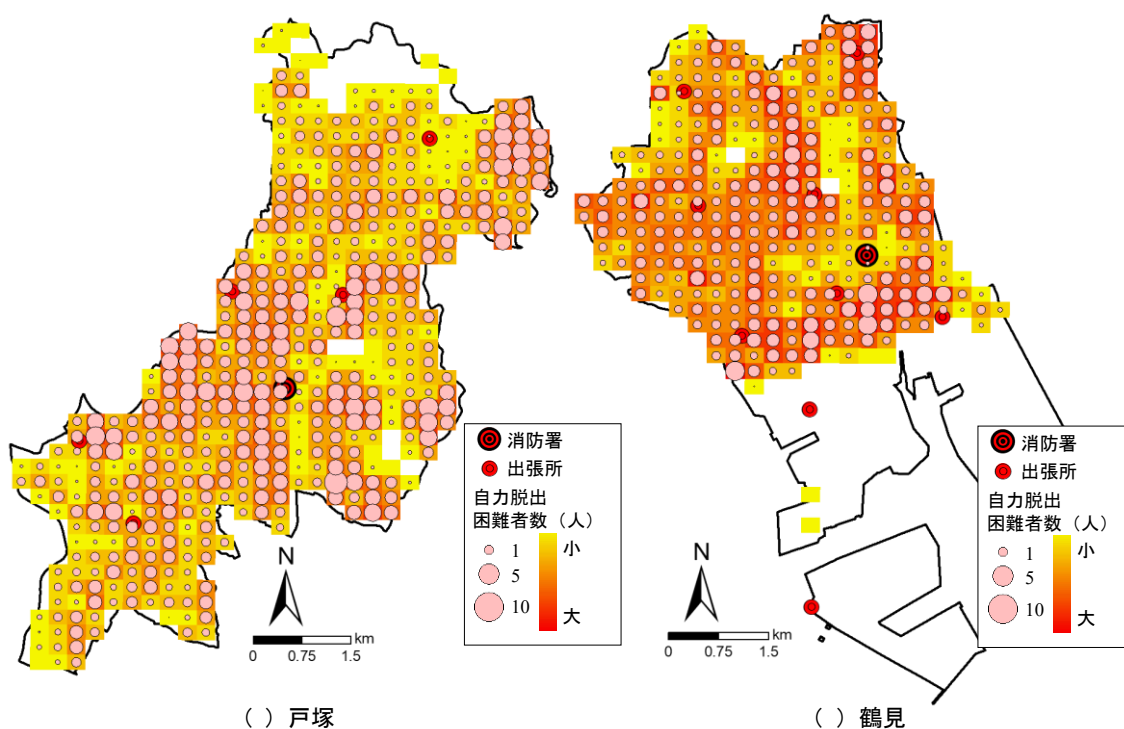 消防署
出張所
自力脱出
困難者数（人）
1
5
10
小
大
N
km
0 0.75 1.5
（ ）戸塚
消防署
出張所
自力脱出
困難者数（人）
1
5
10
小
大
N
km
0 0.75 1.5
（ ）鶴見